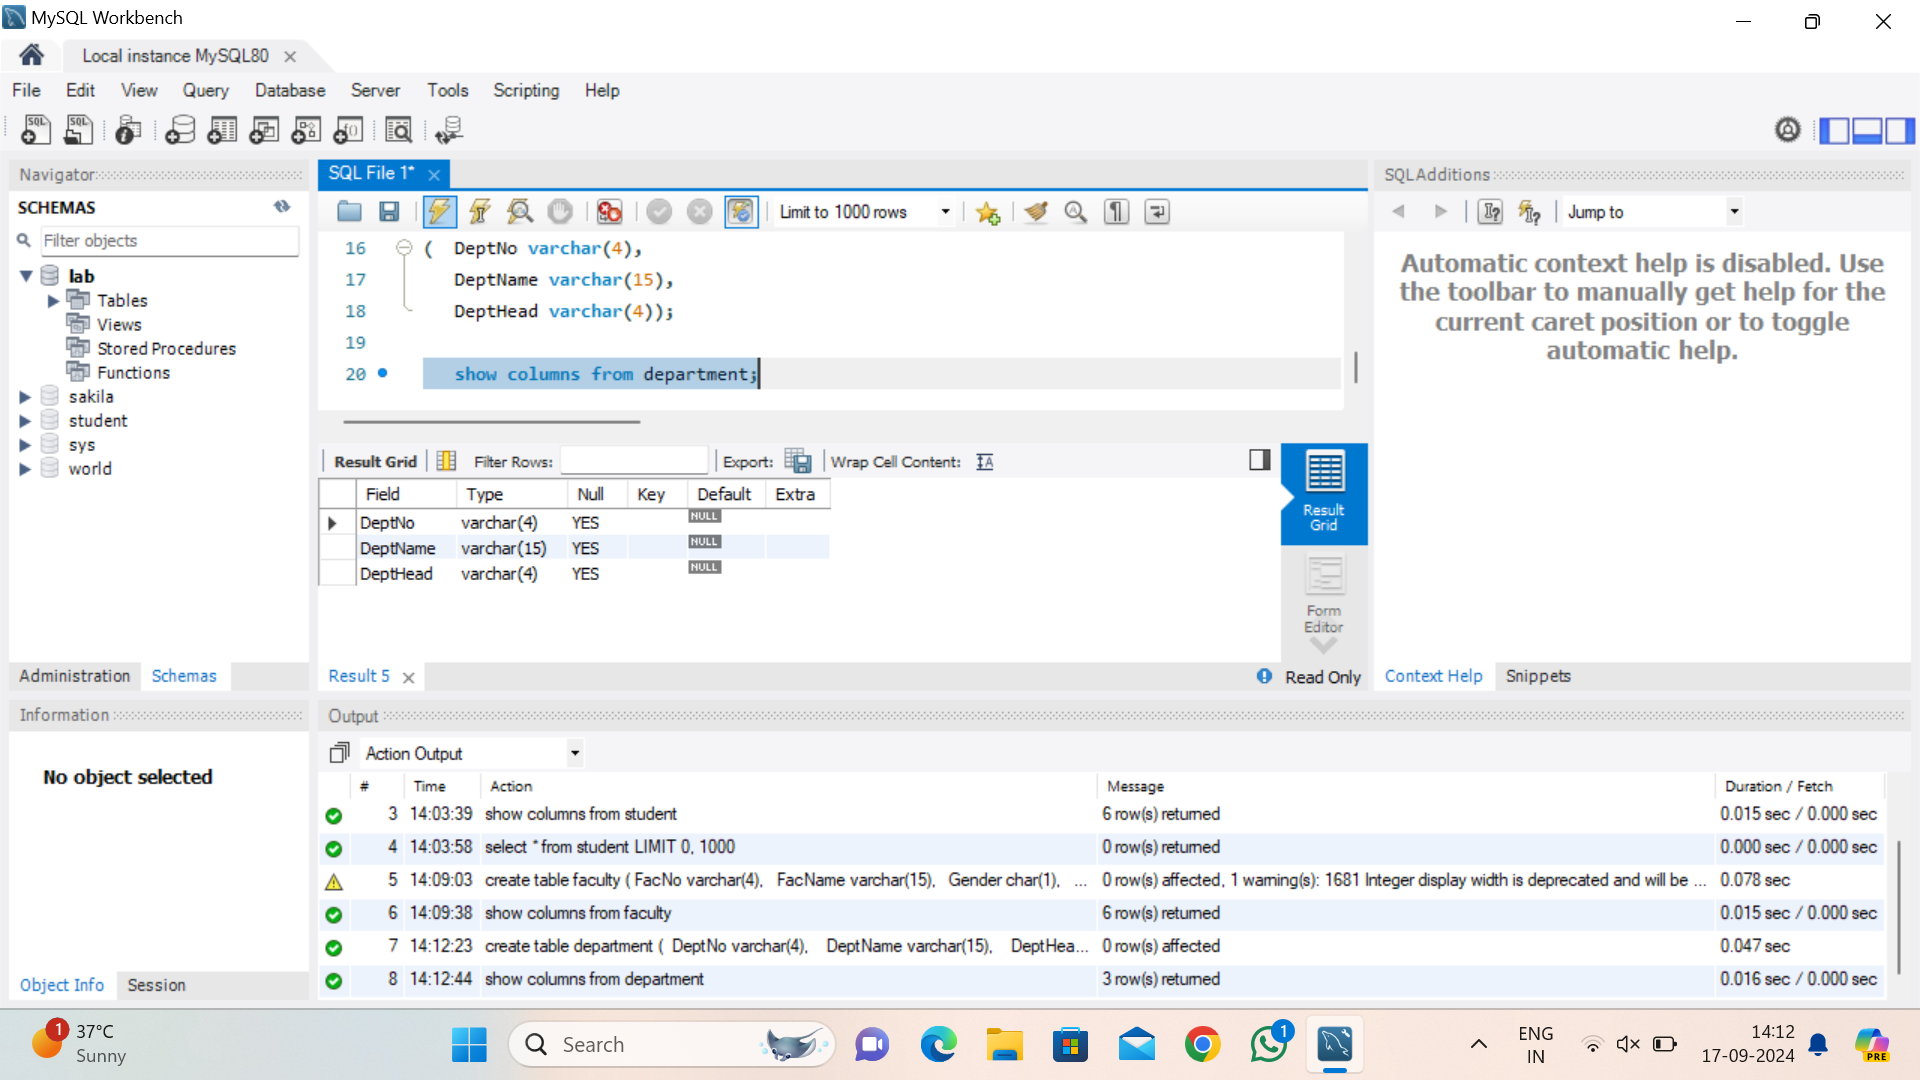 MySQL Workbench
Local instance MySQL80
File Edit View Query Database Server Tools Scripting Help
Navigator
SCHEMAS
Filter objects
lab
Tables
Views
Stored Procedures
Functions
sakila
student
sys
world
Administration Schemas
Information
No object selected
Object Info Session
SQL File 1*
Limit to 1000 rows
16 ( DeptNo varchar(4),
17 DeptName varchar(15),
18 DeptHead varchar(4));
19
20 show columns from department;
Result Grid Filter Rows: Export: Wrap Cell Content:
Field Type Null Key Default Extra
DeptNo varchar(4) YES NULL
DeptName varchar(15) YES NULL
DeptHead varchar(4) YES NULL
Result
Grid
Form
Editor
Result 5
Read Only
SQLAdditions
Jump to
Automatic context help is disabled. Use
the toolbar to manually get help for the
current caret position or to toggle
automatic help.
Context Help Snippets
Output
Action Output
# Time Action Message Duration / Fetch
3 14:03:39 show columns from student 6 row(s) returned 0.015 sec / 0.000 sec
4 14:03:58 select * from student LIMIT 0, 1000 0 row(s) returned 0.000 sec / 0.000 sec
5 14:09:03 create table faculty ( FacNo varchar(4), FacName varchar(15), Gender char(1), ... 0 row(s) affected, 1 warning(s): 1681 Integer display width is deprecated and will be ... 0.078 sec
6 14:09:38 show columns from faculty 6 row(s) returned 0.015 sec / 0.000 sec
7 14:12:23 create table department ( DeptNo varchar(4), DeptName varchar(15), DeptHea... 0 row(s) affected 0.047 sec
8 14:12:44 show columns from department 3 row(s) returned 0.016 sec / 0.000 sec
1
37°C
Sunny
Search
1
ENG
IN
14:12
17-09-2024
PRE